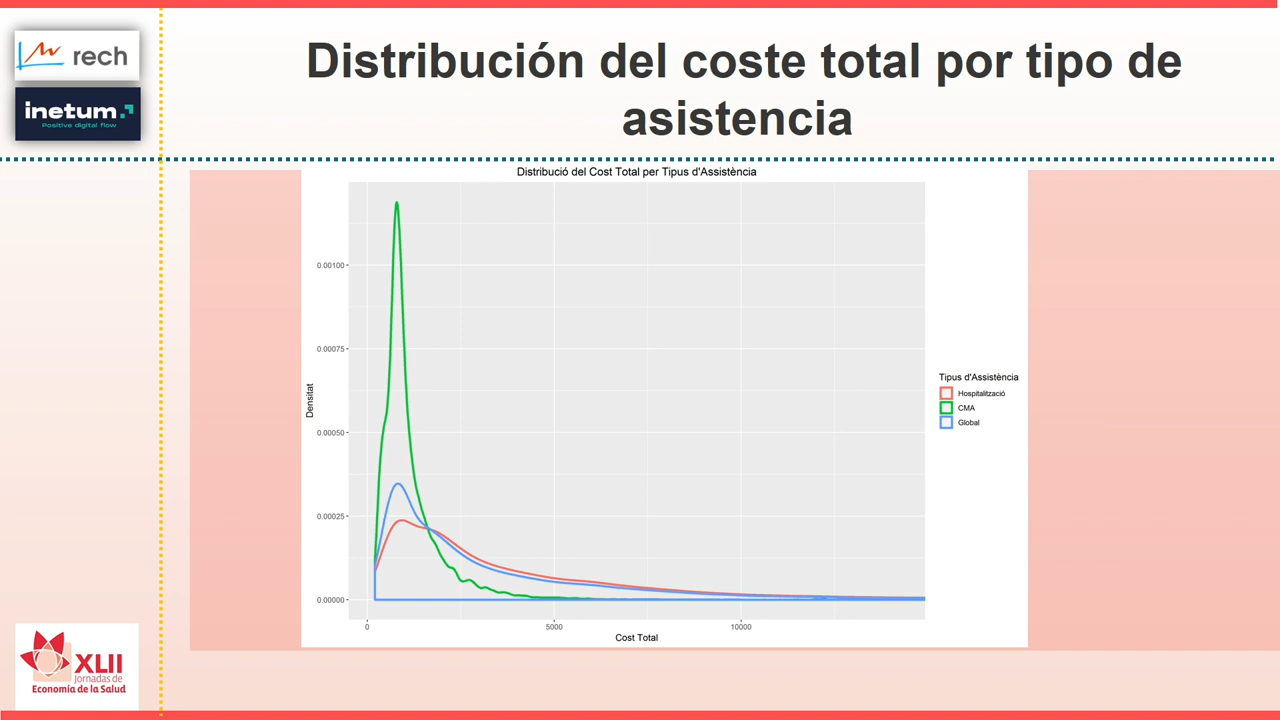 rech
inetum.
Positive digital flow
Distribución del coste total por tipo de
asistencia
Distribució del Cost Total per Tipus d'Assistència
0.00100
0.00075
0.00050
0.00025
0.00000
Densitat
0
5000
10000
Cost Total
Tipus d'Assistència
Hospitalització
CMA
Global
XLII
Jornadas de
Economía de la Salud